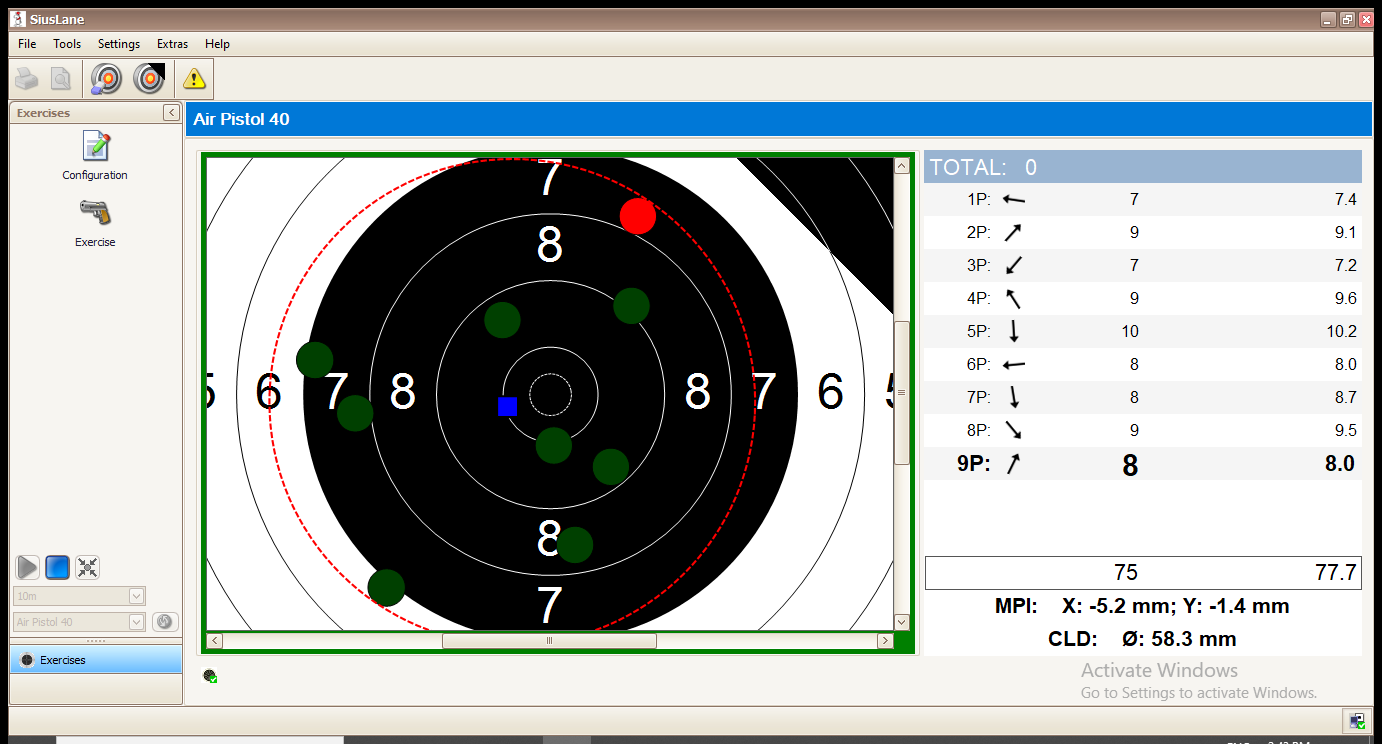 SiusLane
File Tools Settings Extras Help
Exercises
Configuration
Exercise
10m
Air Pistol 40
Exercises
Air Pistol 40
7
8
6 7 8 8 7 6
8
7
TOTAL: 0
1P: 7 7.4
2P: 9 9.1
3P: 7 7.2
4P: 9 9.6
5P: 10 10.2
6P: 8 8.0
7P: 8 8.7
8P: 9 9.5
9P: 8 8.0
75 77.7
MPI: X: -5.2 mm; Y: -1.4 mm
CLD: Ø: 58.3 mm
Activate Windows
Go to Settings to activate Windows.